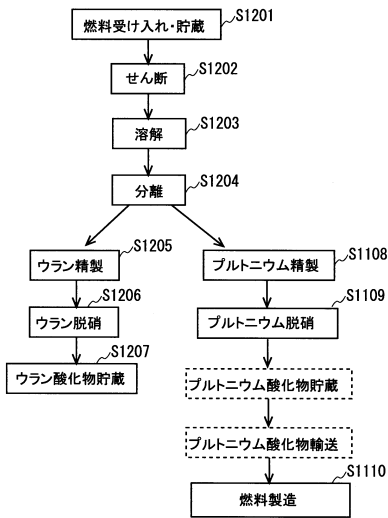 燃料受け入れ・貯蔵 S1201
せん断 S1202
溶解 S1203
分離 S1204
ウラン精製 S1205
プルトニウム精製 S1108
ウラン脱硝 S1206
プルトニウム脱硝 S1109
ウラン酸化物貯蔵 S1207
プルトニウム酸化物貯蔵
プルトニウム酸化物輸送
燃料製造 S1110